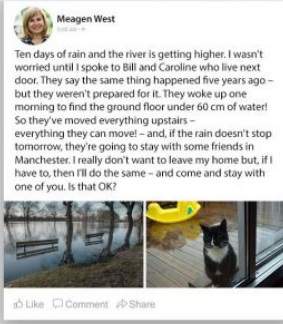 Meagen West
Ten days of rain and the river is getting higher. I wasn't
worried until I spoke to Bill and Caroline who live next
door. They say the same thing happened five years ago –
but they weren't prepared for it. They woke up one
morning to find the ground floor under 60 cm of water!
So they've moved everything upstairs –
everything they can move! – and, if the rain doesn't stop
tomorrow, they're going to stay with some friends in
Manchester. I really don't want to leave my home but, if I
have to, then I'll do the same – and come and stay with
one of you. Is that OK?
Like Comment Share